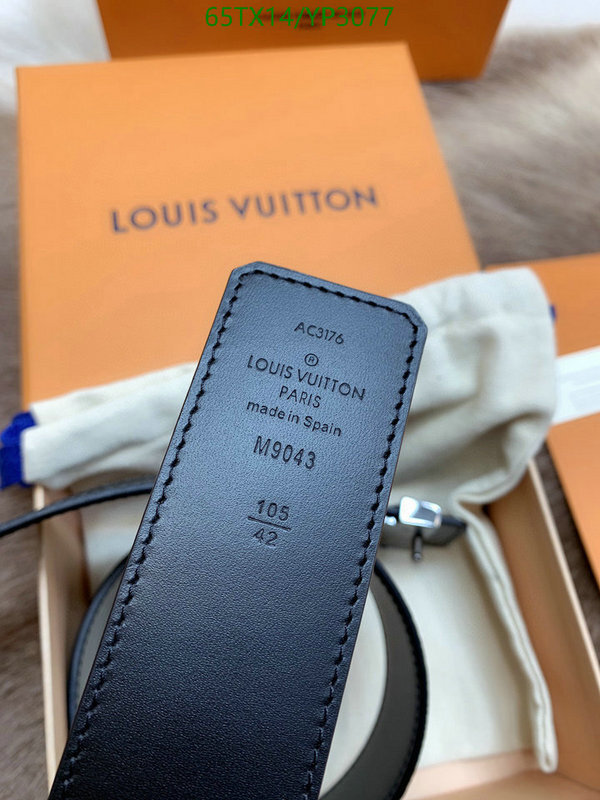 65TX14/YP3077
LOUIS VUITTON
AC3176
®
LOUIS VUITTON
PARIS
made in Spain
M9043
105
42